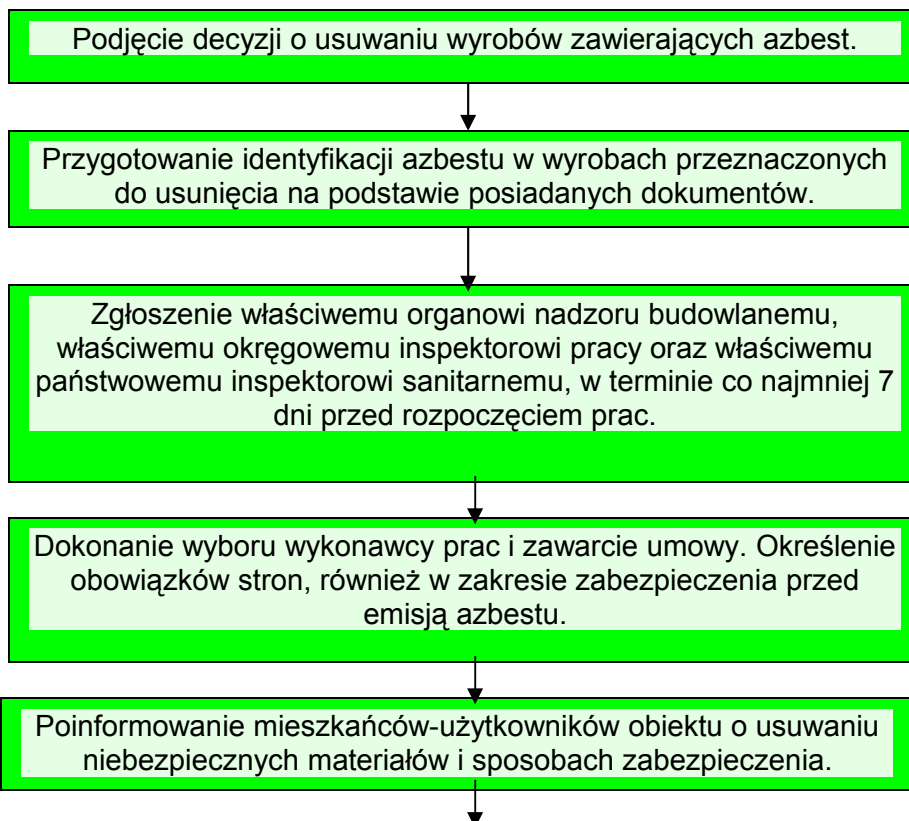 Podjęcie decyzji o usuwaniu wyrobów zawierających azbest.
Przygotowanie identyfikacji azbestu w wyrobach przeznaczonych
do usunięcia na podstawie posiadanych dokumentów.
Zgłoszenie właściwemu organowi nadzoru budowlanemu,
właściwemu okręgowemu inspektorowi pracy oraz właściwemu
państwowemu inspektorowi sanitarnemu, w terminie co najmniej 7
dni przed rozpoczęciem prac.
Dokonanie wyboru wykonawcy prac i zawarcie umowy. Określenie
obowiązków stron, również w zakresie zabezpieczenia przed
emisją azbestu.
Poinformowanie mieszkańców-użytkowników obiektu o usuwaniu
niebezpiecznych materiałów i sposobach zabezpieczenia.